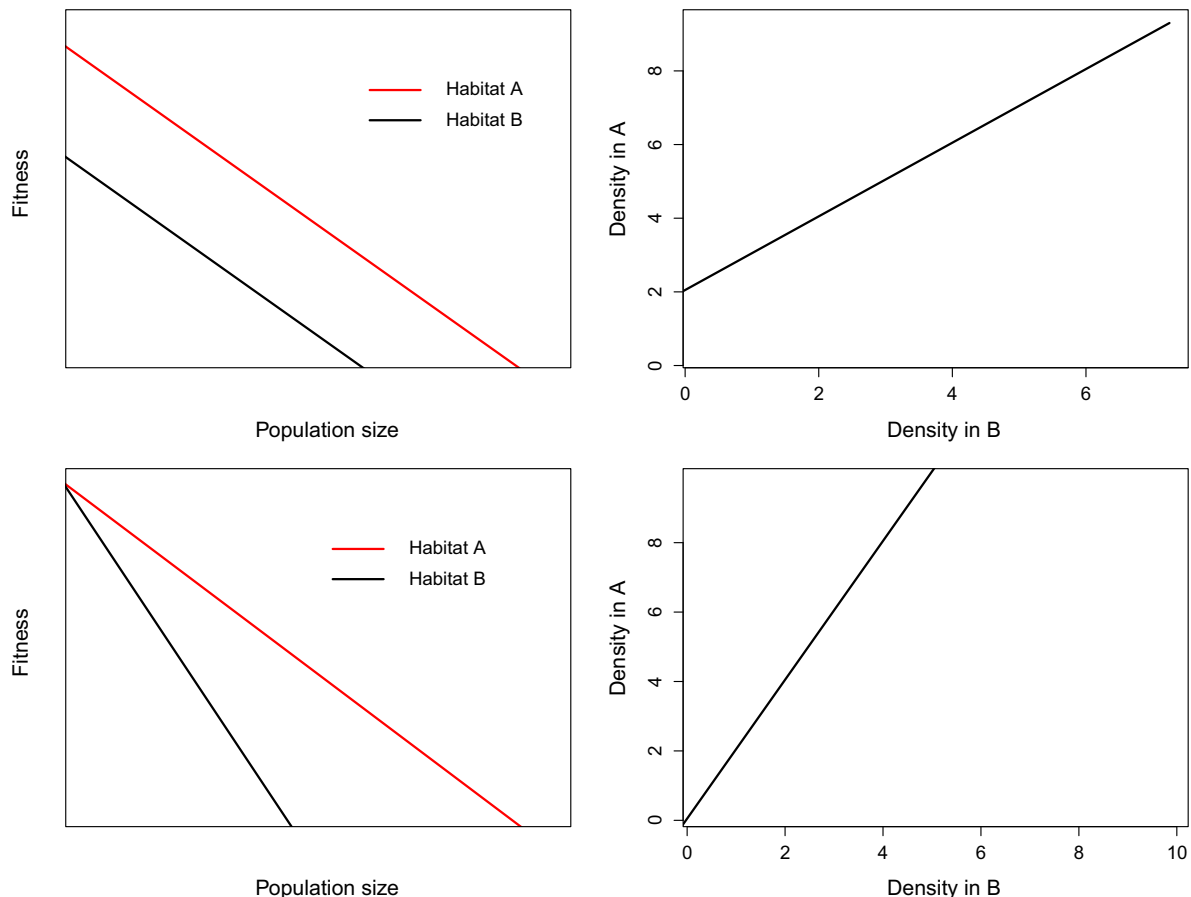 Habitat A
Habitat B
Fitness
Population size
8
6
4
2
0
Density in A
0 2 4 6
Density in B
Habitat A
Habitat B
Fitness
Population size
8
6
4
2
0
Density in A
0 2 4 6 8 10
Density in B